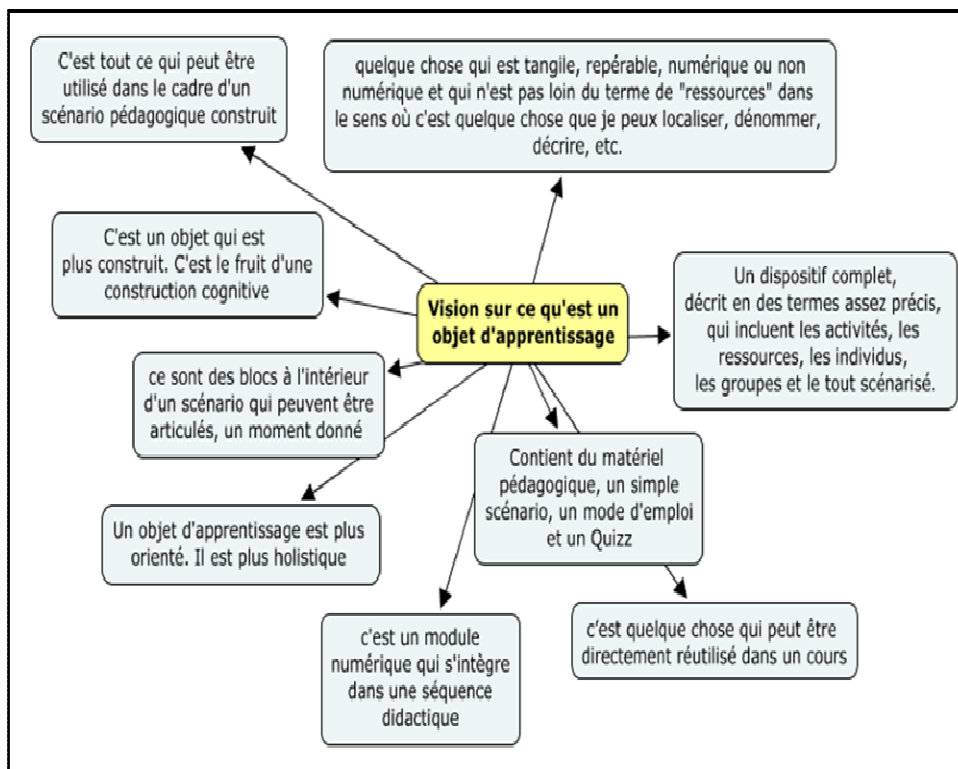 C'est tout ce qui peut être
utilisé dans le cadre d'un
scénario pédagogique construit
quelque chose qui est tangile, repérable, numérique ou non
numérique et qui n'est pas loin du terme de "ressources" dans
le sens où c'est quelque chose que je peux localiser, dénommer,
décrire, etc.
C'est un objet qui est
plus construit. C'est le fruit d'une
construction cognitive
Vision sur ce qu'est un
objet d'apprentissage
Un dispositif complet,
décrit en des termes assez précis,
qui incluent les activités, les
ressources, les individus,
les groupes et le tout scénarisé.
ce sont des blocs à l'intérieur
d'un scénario qui peuvent être
articulés, un moment donné
Contient du matériel
pédagogique, un simple
scénario, un mode d'emploi
et un Quizz
Un objet d'apprentissage est plus
orienté. Il est plus holistique
c'est un module
numérique qui s'intègre
dans une séquence
didactique
c'est quelque chose qui peut être
directement réutilisé dans un cours